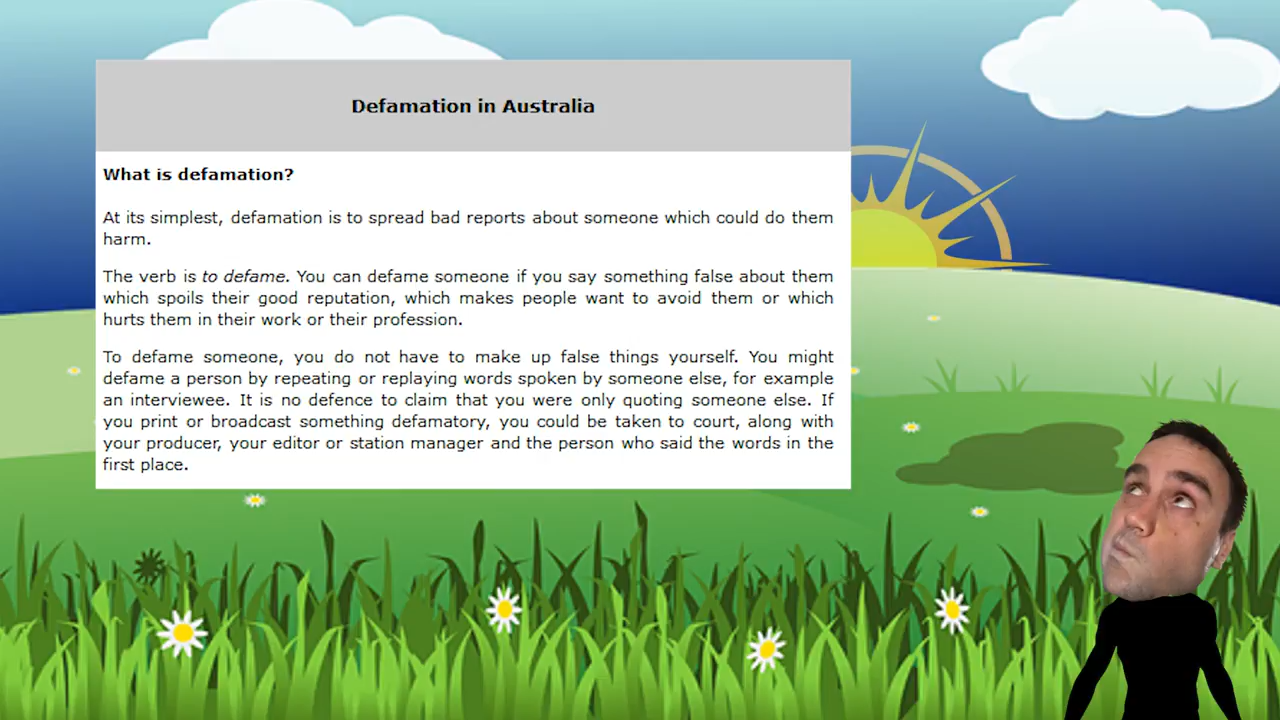 Defamation in Australia
What is defamation?
At its simplest, defamation is to spread bad reports about someone which could do them
harm.
The verb is to defame. You can defame someone if you say something false about them
which spoils their good reputation, which makes people want to avoid them or which
hurts them in their work or their profession.
To defame someone, you do not have to make up false things yourself. You might
defame a person by repeating or replaying words spoken by someone else, for example
an interviewee. It is no defence to claim that you were only quoting someone else. If
you print or broadcast something defamatory, you could be taken to court, along with
your producer, your editor or station manager and the person who said the words in the
first place.